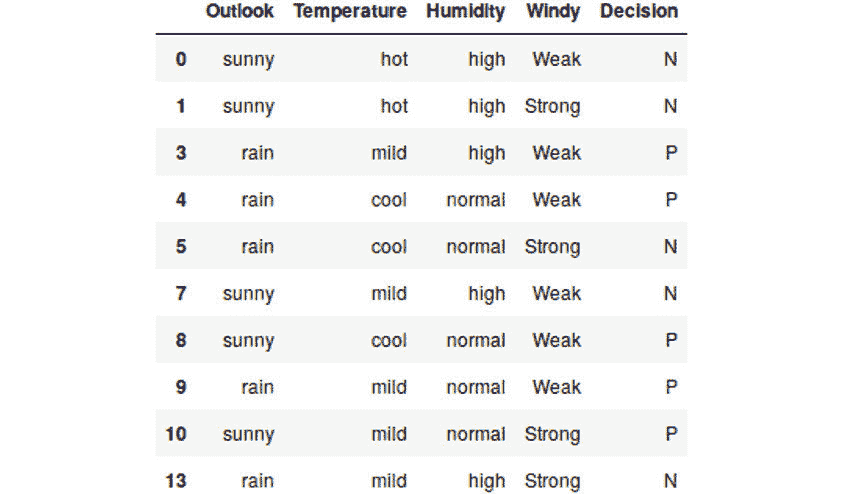 Outlook Temperature Humidity Windy Decision
0 sunny hot high Weak N
1 sunny hot high Strong N
3 rain mild high Weak P
4 rain cool normal Weak P
5 rain cool normal Strong N
7 sunny mild high Weak N
8 sunny cool normal Weak P
9 rain mild normal Weak P
10 sunny mild normal Strong P
13 rain mild high Strong N